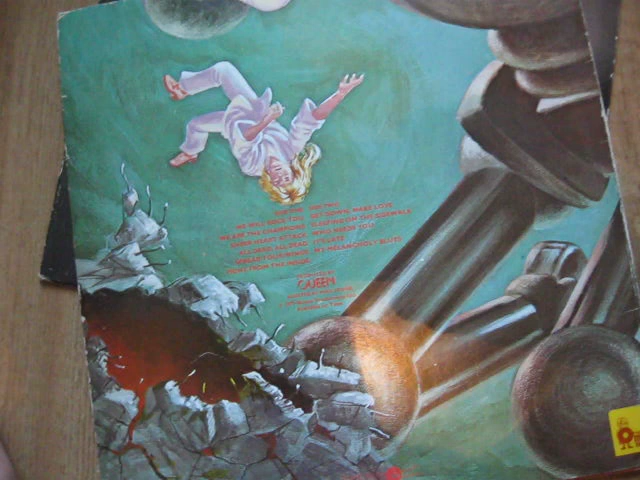 SIDE ONE
WE WILL ROCK YOU
WE ARE THE CHAMPIONS
SHEER HEART ATTACK
ALL DEAD, ALL DEAD
SPREAD YOUR WINGS
FIGHT FROM THE INSIDE
SIDE TWO
GET DOWN, MAKE LOVE
SLEEPING ON THE SIDEWALK
WHO NEEDS YOU
IT'S LATE
MY MELANCHOLY BLUES
QUEEN